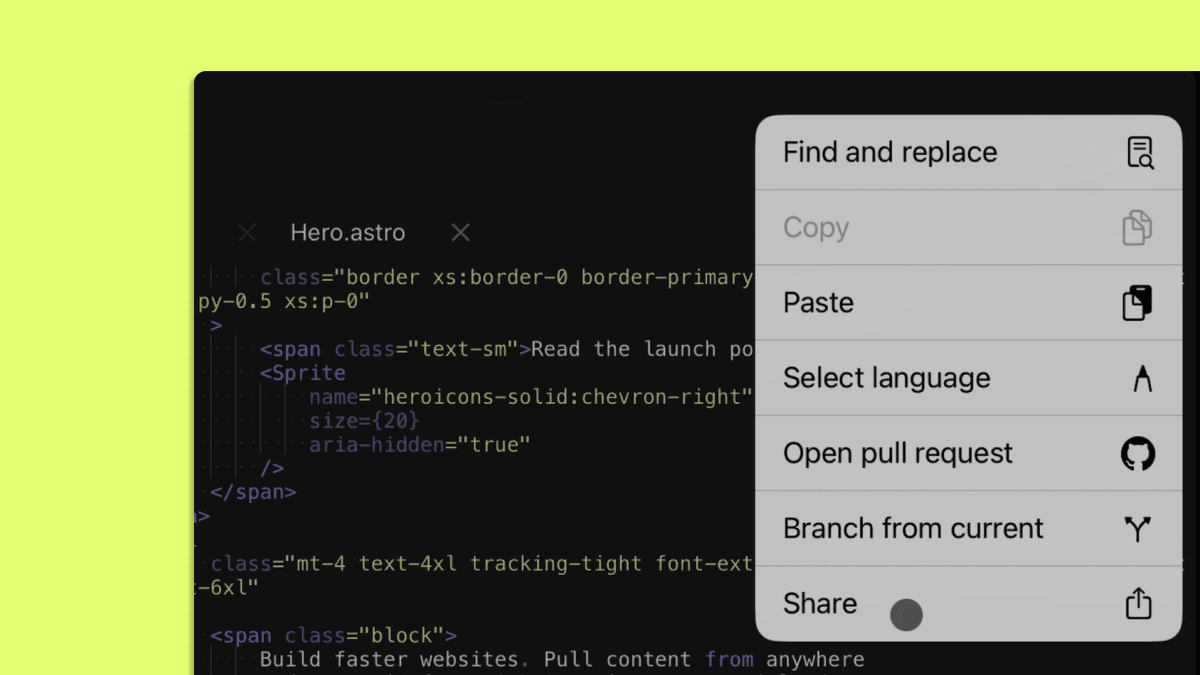 Find and replace
Copy
Paste
Select language
Open pull request
Branch from current
Share
Hero.astro
class="border xs:border-0 border-primary
py-0.5 xs:p-0"
>
<span class="text-sm">Read the launch po
<Sprite
name="heroicons-solid:chevron-right"
size={20}
aria-hidden="true"
/>
</span>
>
class="mt-4 text-4xl tracking-tight font-ext
-6xl"
<span class="block">
Build faster websites. Pull content from anywhere